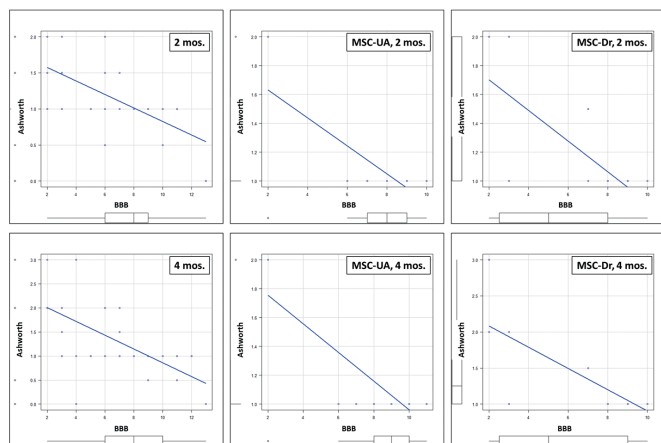 2 mos.
Ashworth
2.0
1.5
1.0
0.5
0.0
2 4 6 8 10 12
BBB
MSC-UA, 2 mos.
Ashworth
2.0
1.8
1.6
1.4
1.2
1.0
2 4 6 8 10
BBB
MSC-Dr, 2 mos.
Ashworth
2.0
1.8
1.6
1.4
1.2
1.0
2 4 6 8 10
BBB
4 mos.
Ashworth
3.0
2.5
2.0
1.5
1.0
0.5
0.0
2 4 6 8 10 12
BBB
MSC-UA, 4 mos.
Ashworth
2.0
1.8
1.6
1.4
1.2
1.0
2 4 6 8 10
BBB
MSC-Dr, 4 mos.
Ashworth
3.0
2.5
2.0
1.5
1.0
2 4 6 8 10
BBB